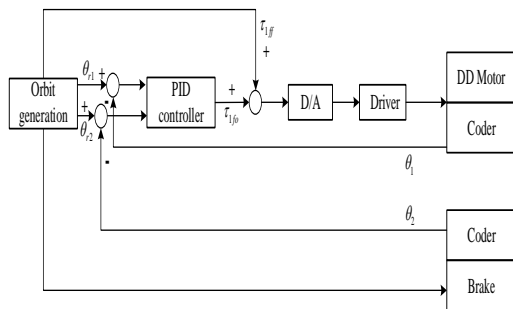 τ1ff
+
θr1 +
-
Orbit
generation
+
θr2
-
PID
controller
+
τ1fo
D/A
Driver
DD Motor
Coder
θ1
θ2
Coder
Brake